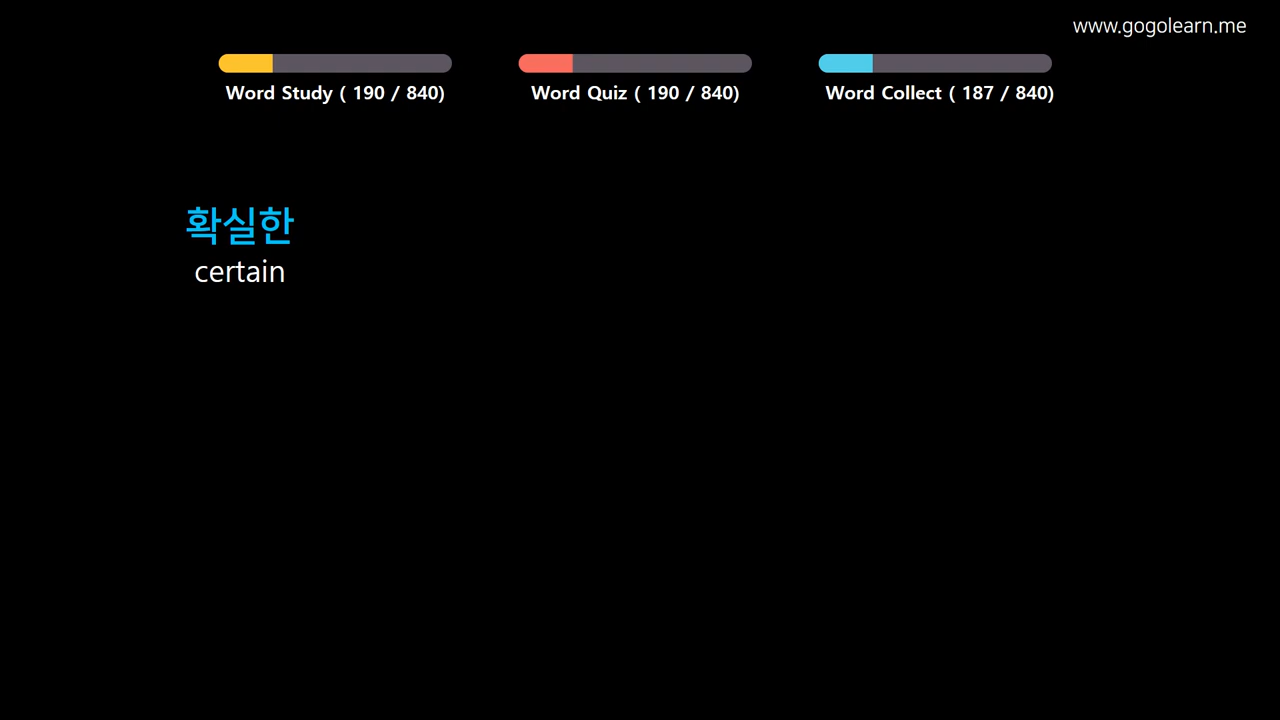 www.gogolearn.me
Word Study ( 190 / 840)
Word Quiz ( 190 / 840)
Word Collect ( 187 / 840)
확실한
certain